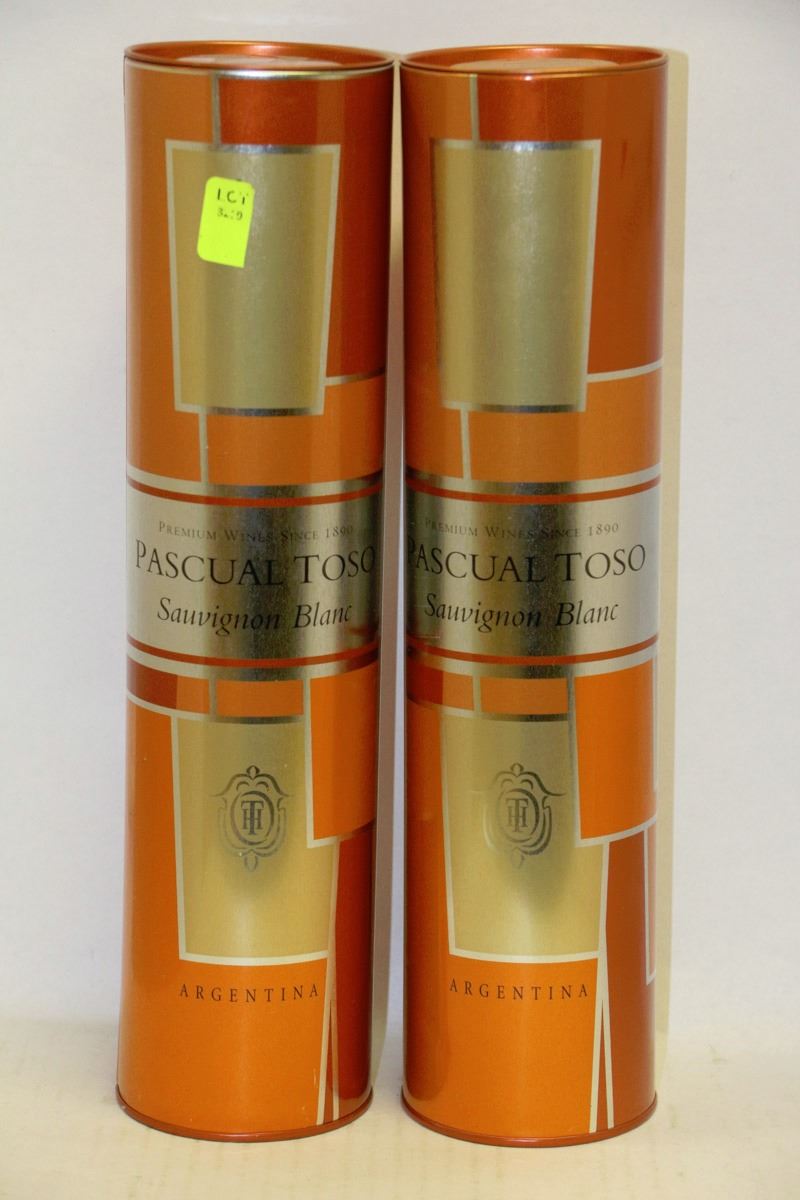 LOT
PREMIUM WINES SINCE 1890
PASCUAL TOSO
Sauvignon Blanc
ARGENTINA
PREMIUM WINES SINCE 1890
PASCUAL TOSO
Sauvignon Blanc
ARGENTINA